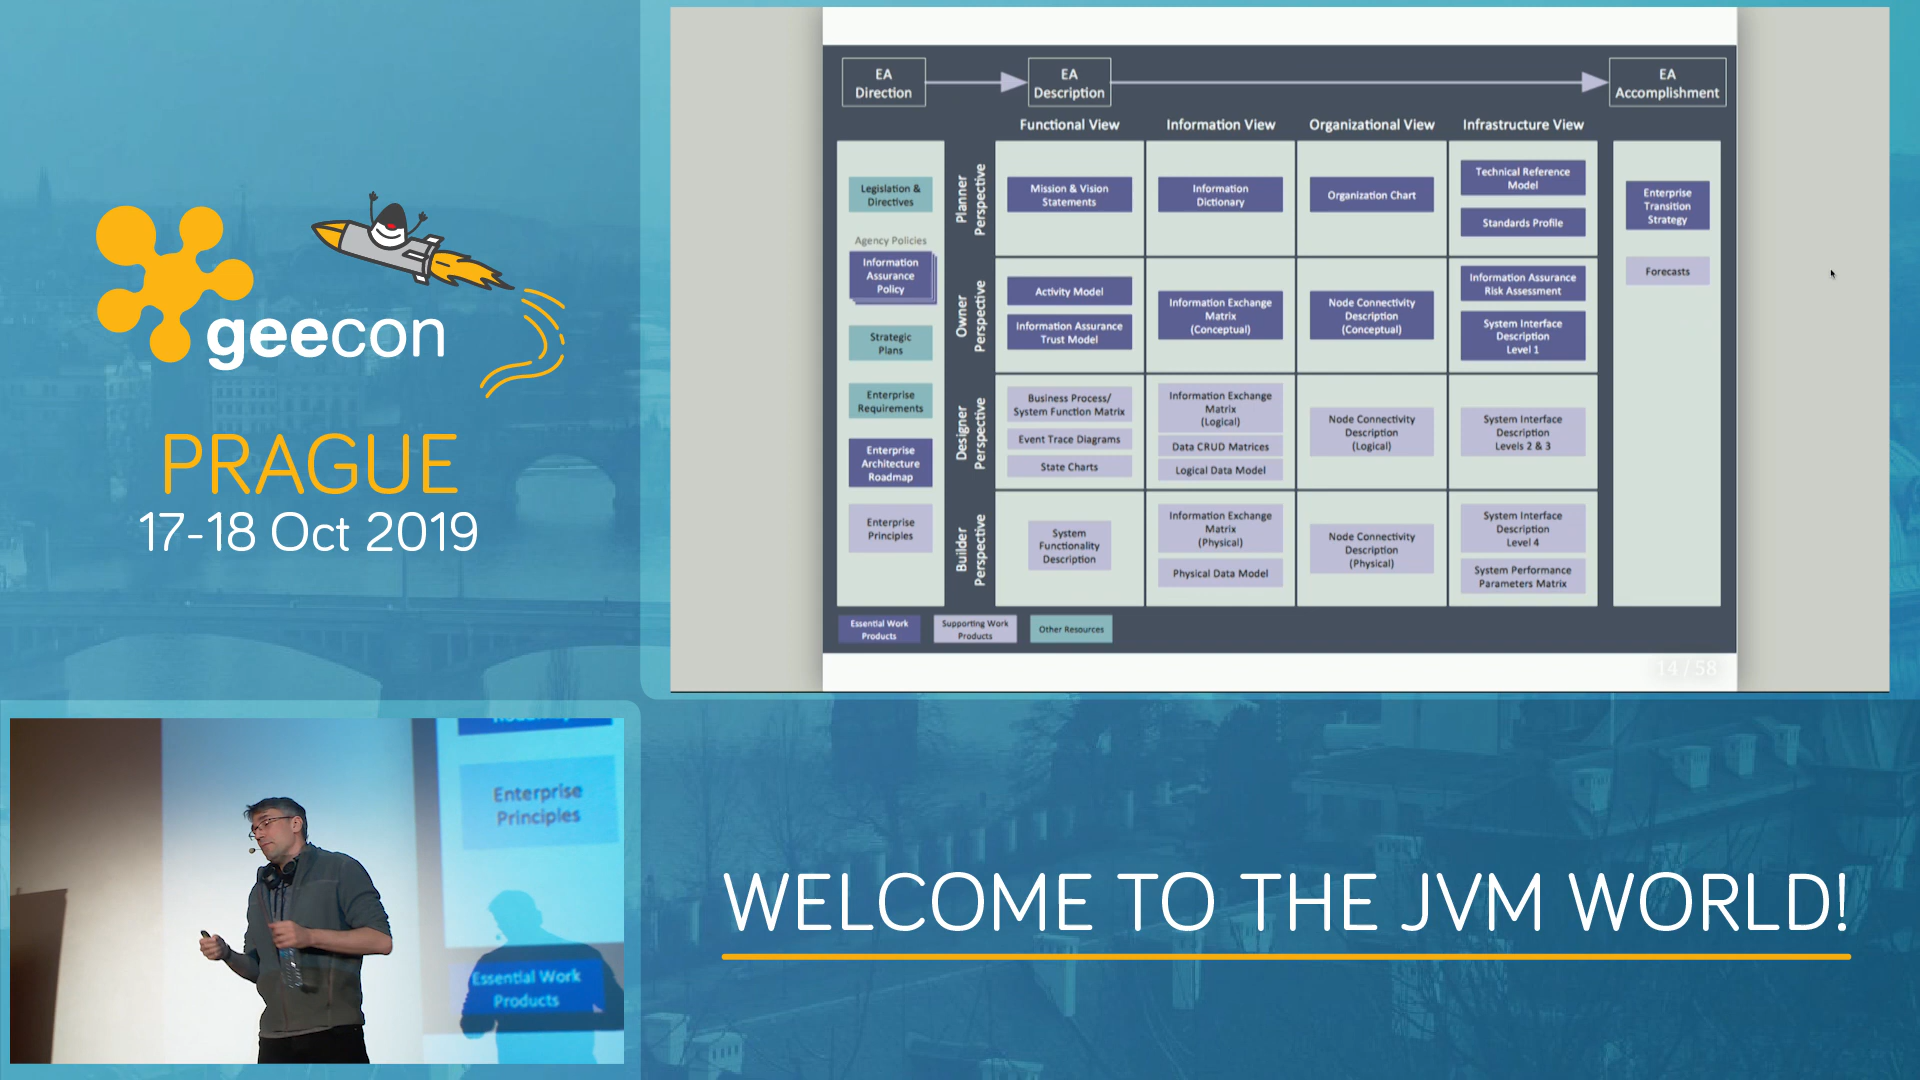 geecon
PRAGUE
17-18 Oct 2019
EA
Direction
EA
Description
EA
Accomplishment
Functional View
Information View
Organizational View
Infrastructure View
Legislation &
Directives
Agency Policies
Information
Assurance
Policy
Strategic
Plans
Enterprise
Requirements
Enterprise
Architecture
Roadmap
Enterprise
Principles
Planner
Perspective
Mission & Vision
Statements
Information
Dictionary
Organization Chart
Technical Reference
Model
Standards Profile
Owner
Perspective
Activity Model
Information Assurance
Trust Model
Information Exchange
Matrix
(Conceptual)
Node Connectivity
Description
(Conceptual)
Information Assurance
Risk Assessment
System Interface
Description
Level 1
Designer
Perspective
Business Process/
System Function Matrix
Event Trace Diagrams
State Charts
Information Exchange
Matrix
(Logical)
Data CRUD Matrices
Logical Data Model
Node Connectivity
Description
(Logical)
System Interface
Description
Levels 2 & 3
Builder
Perspective
System
Functionality
Description
Information Exchange
Matrix
(Physical)
Physical Data Model
Node Connectivity
Description
(Physical)
System Interface
Description
Level 4
System Performance
Parameters Matrix
Enterprise
Transition
Strategy
Forecasts
Essential Work
Products
Supporting Work
Products
Other Resources
14 / 58
Roadmap
Enterprise
Principles
Essential Work
Products
WELCOME TO THE JVM WORLD!